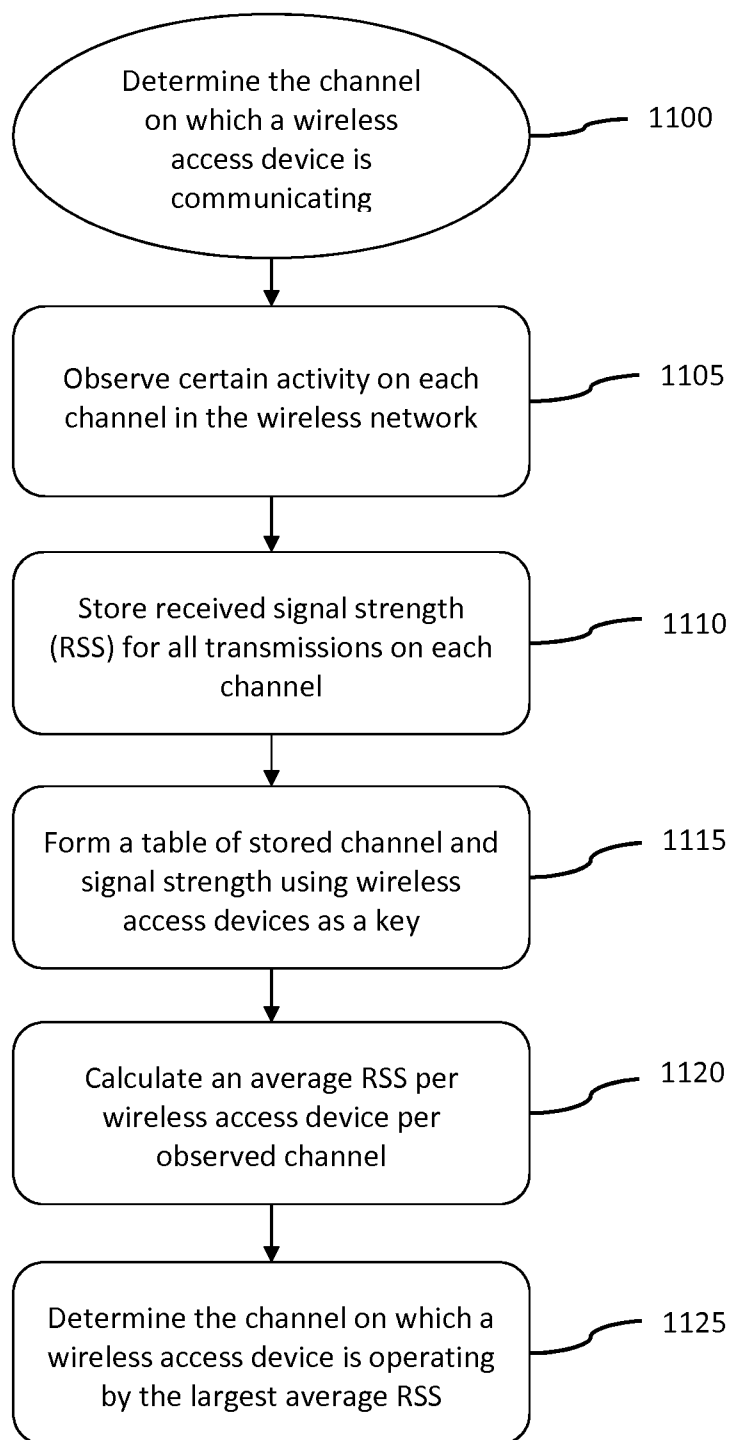 Determine the channel
on which a wireless
access device is
communicating
1100
Observe certain activity on each
channel in the wireless network
1105
Store received signal strength
(RSS) for all transmissions on each
channel
1110
Form a table of stored channel and
signal strength using wireless
access devices as a key
1115
Calculate an average RSS per
wireless access device per
observed channel
1120
Determine the channel on which a
wireless access device is operating
by the largest average RSS
1125